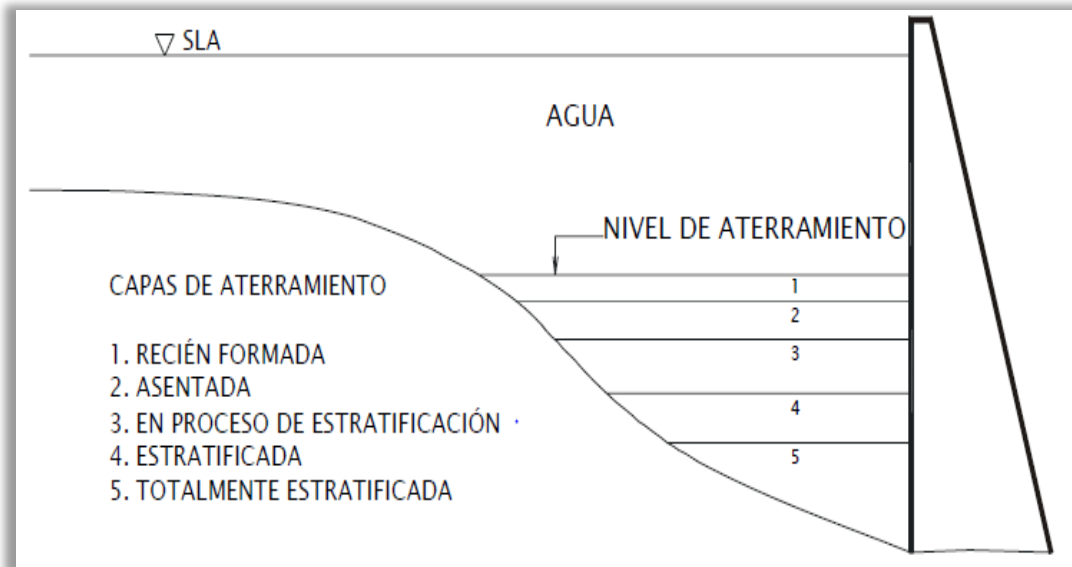 ▽ SLA
AGUA
NIVEL DE ATERRAMIENTO
CAPAS DE ATERRAMIENTO
1
2
1. RECIÉN FORMADA
3
2. ASENTADA
3. EN PROCESO DE ESTRATIFICACIÓN
4
4. ESTRATIFICADA
5
5. TOTALMENTE ESTRATIFICADA